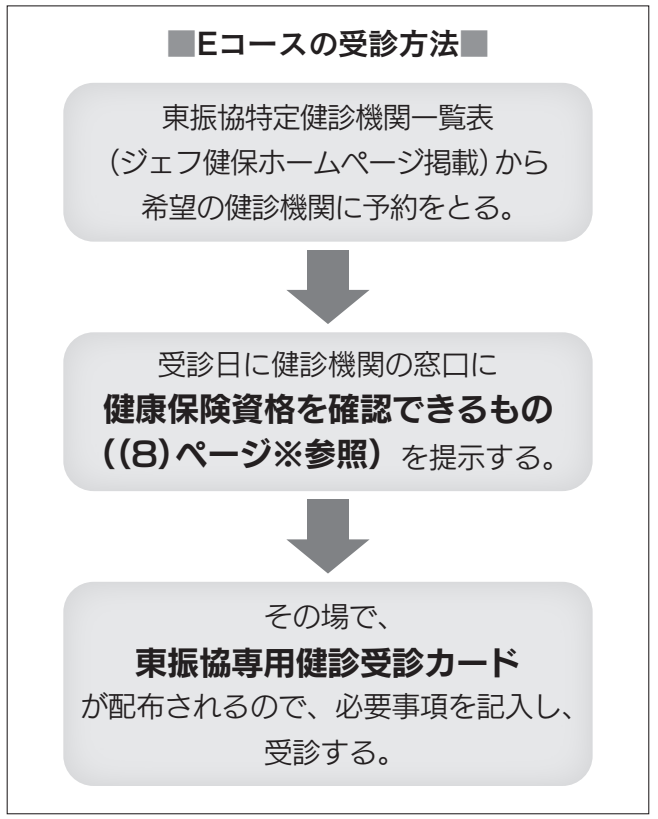 ■Eコースの受診方法■
東振協特定健診機関一覧表
（ジェフ健保ホームページ掲載）から
希望の健診機関に予約をとる。
受診日に健診機関の窓口に
健康保険資格を確認できるもの
（(8)ページ※参照）を提示する。
その場で、
東振協専用健診受診カード
が配布されるので、必要事項を記入し、
受診する。